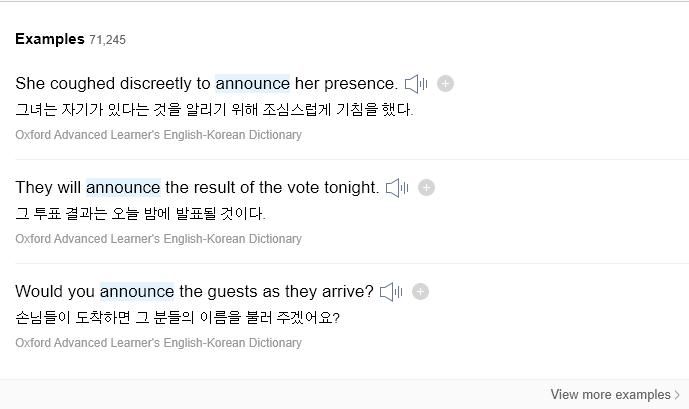 Examples 71,245
She coughed discreetly to announce her presence.
그녀는 자기가 있다는 것을 알리기 위해 조심스럽게 기침을 했다.
Oxford Advanced Learner's English-Korean Dictionary
They will announce the result of the vote tonight.
그 투표 결과는 오늘 밤에 발표될 것이다.
Oxford Advanced Learner's English-Korean Dictionary
Would you announce the guests as they arrive?
손님들이 도착하면 그 분들의 이름을 불러 주겠어요?
Oxford Advanced Learner's English-Korean Dictionary
View more examples